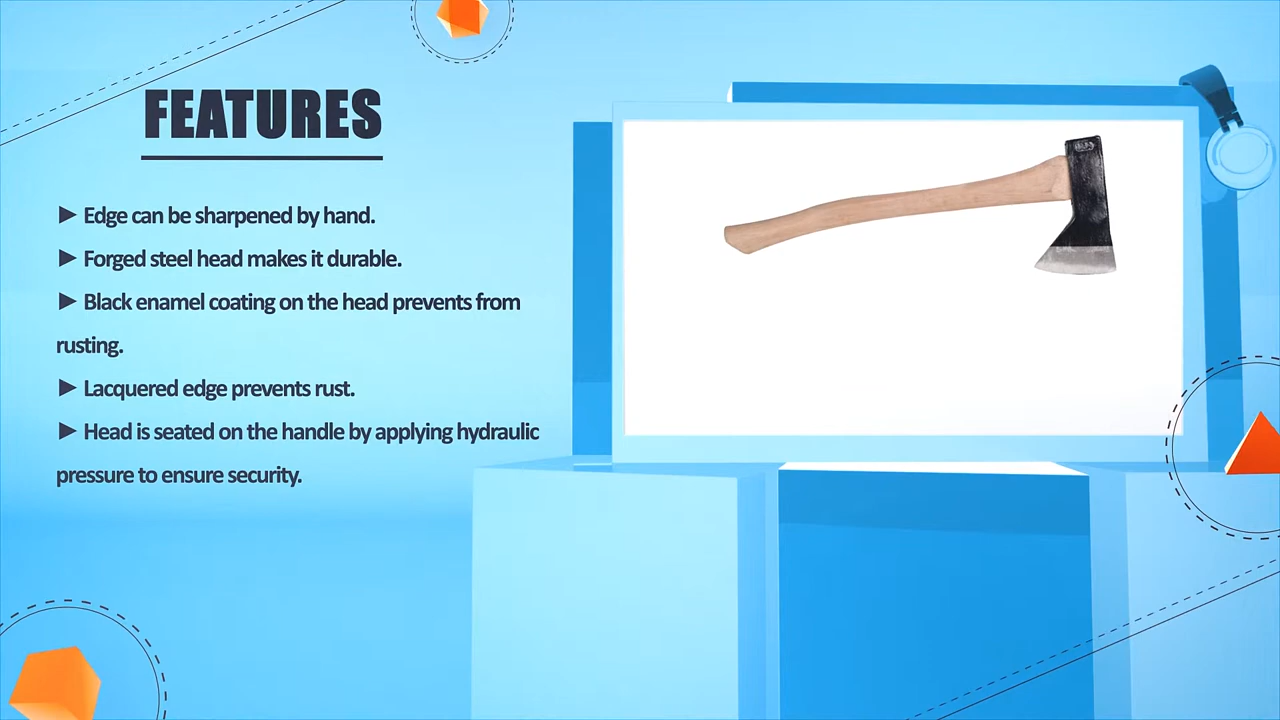 FEATURES
► Edge can be sharpened by hand.
► Forged steel head makes it durable.
► Black enamel coating on the head prevents from
rusting.
► Lacquered edge prevents rust.
► Head is seated on the handle by applying hydraulic
pressure to ensure security.